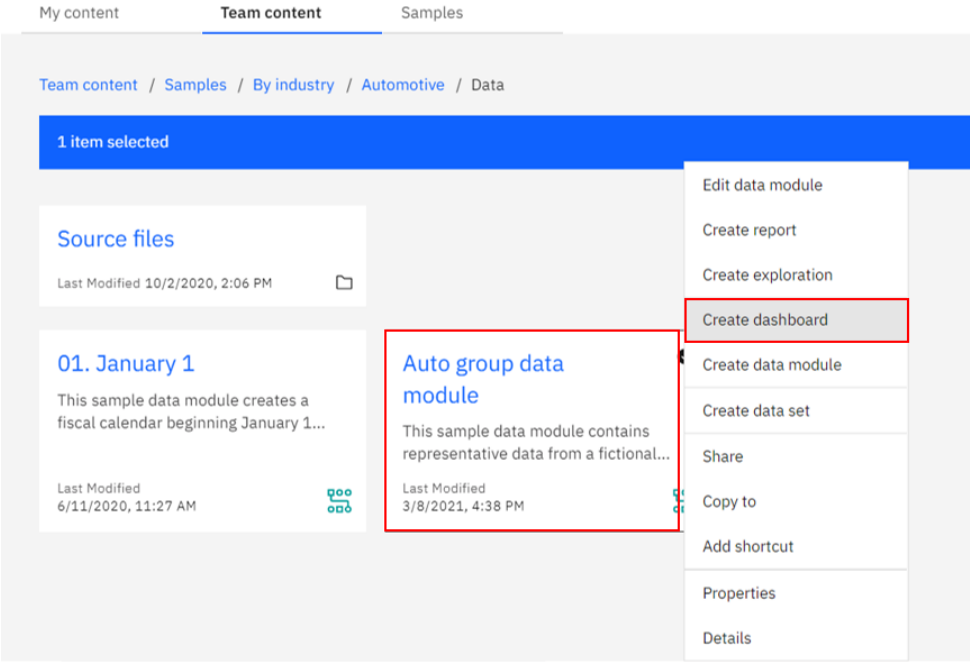 My content
Team content
Samples
Team content / Samples / By industry / Automotive / Data
1 item selected
Source files
Last Modified 10/2/2020, 2:06 PM
01. January 1
This sample data module creates a
fiscal calendar beginning January 1...
Last Modified
6/11/2020, 11:27 AM
Auto group data
module
This sample data module contains
representative data from a fictional...
Last Modified
3/8/2021, 4:38 PM
Edit data module
Create report
Create exploration
Create dashboard
Create data module
Create data set
Share
Copy to
Add shortcut
Properties
Details